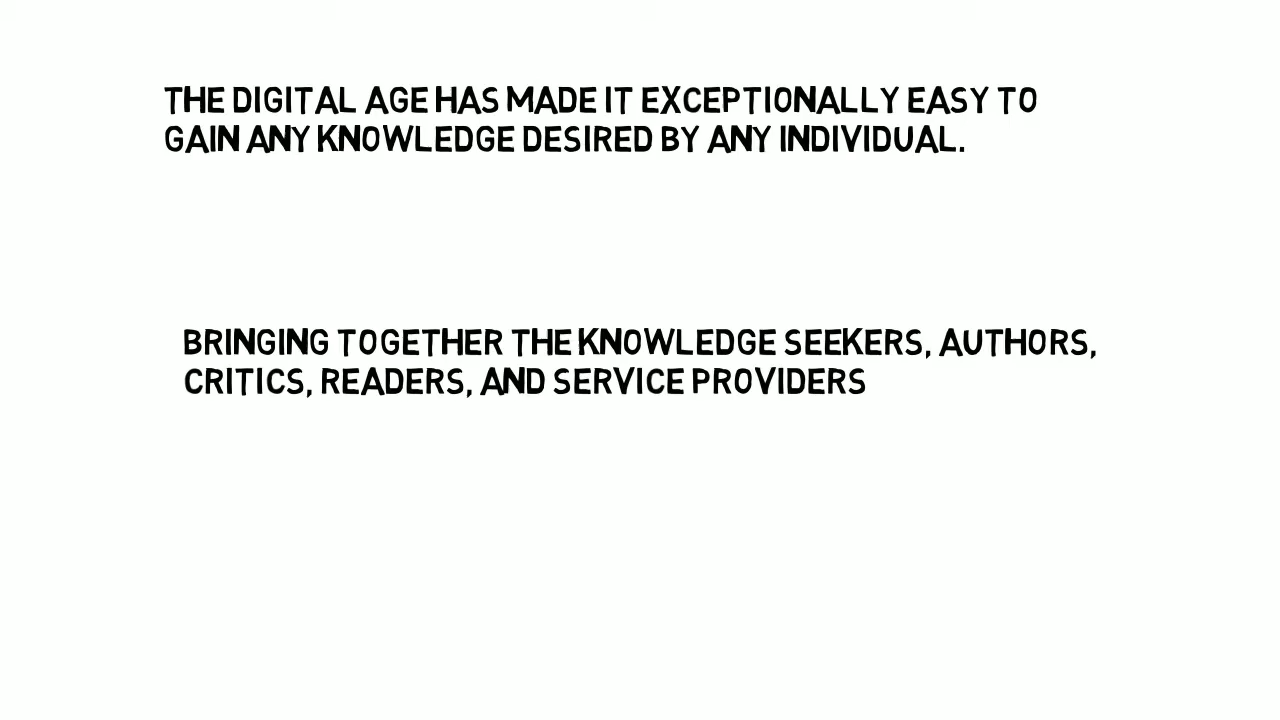 THE DIGITAL AGE HAS MADE IT EXCEPTIONALLY EASY TO
GAIN ANY KNOWLEDGE DESIRED BY ANY INDIVIDUAL.
BRINGING TOGETHER THE KNOWLEDGE SEEKERS, AUTHORS,
CRITICS, READERS, AND SERVICE PROVIDERS